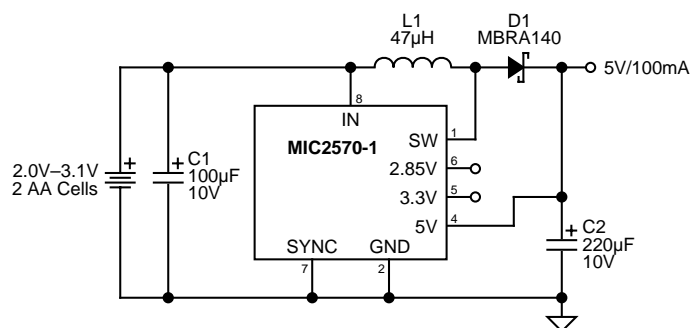 L1
47µH
D1
MBRA140
5V/100mA
8
IN
MIC2570-1
SW
1
2.85V
6
3.3V
5
5V
4
2.0V–3.1V
2 AA Cells
+
+
C1
100µF
10V
SYNC
GND
7
2
+
C2
220µF
10V